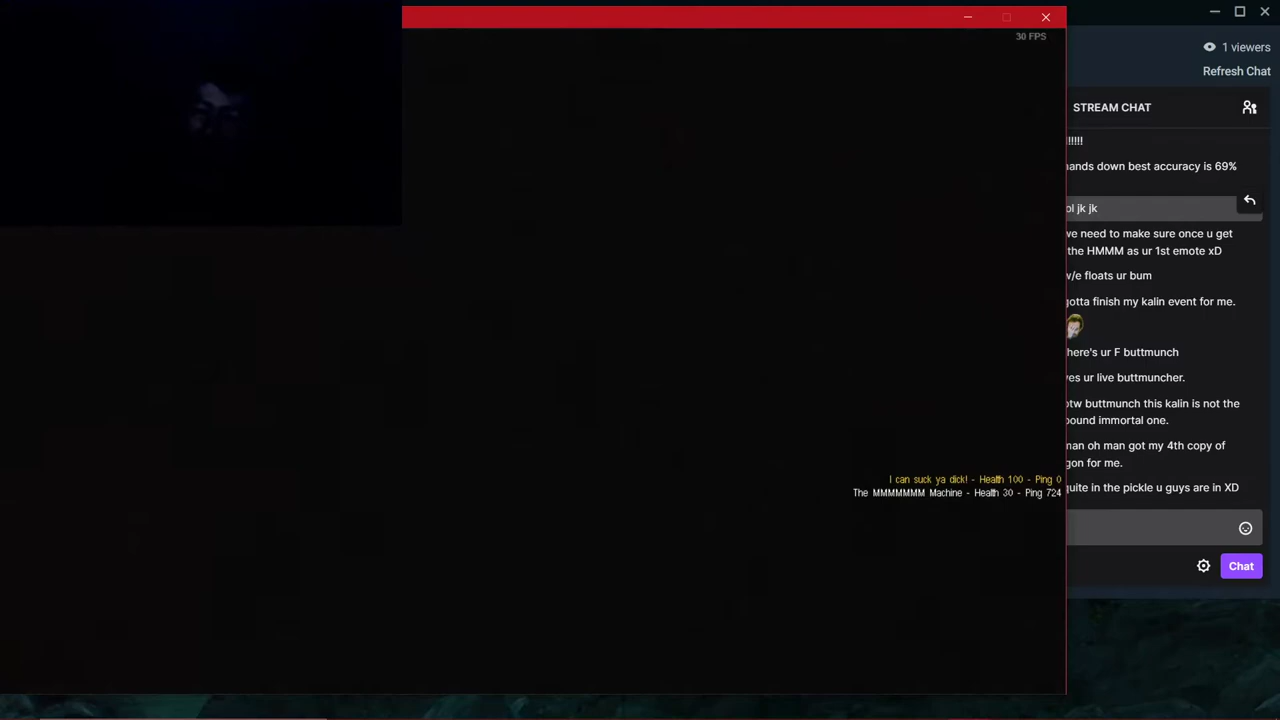 30 FPS
1 viewers
Refresh Chat
STREAM CHAT
!!!!!!
hands down best accuracy is 69%
ol jk jk
we need to make sure once u get
the HMMM as ur 1st emote xD
w/e floats ur bum
gotta finish my kalin event for me.
here's ur F buttmunch
yes ur live buttmuncher.
btw buttmunch this kalin is not the
bound immortal one.
man oh man got my 4th copy of
gon for me.
quite in the pickle u guys are in XD
I can suck ya dick! - Health 100 - Ping 0
The MMMMMMM Machine - Health 30 - Ping 724
Chat